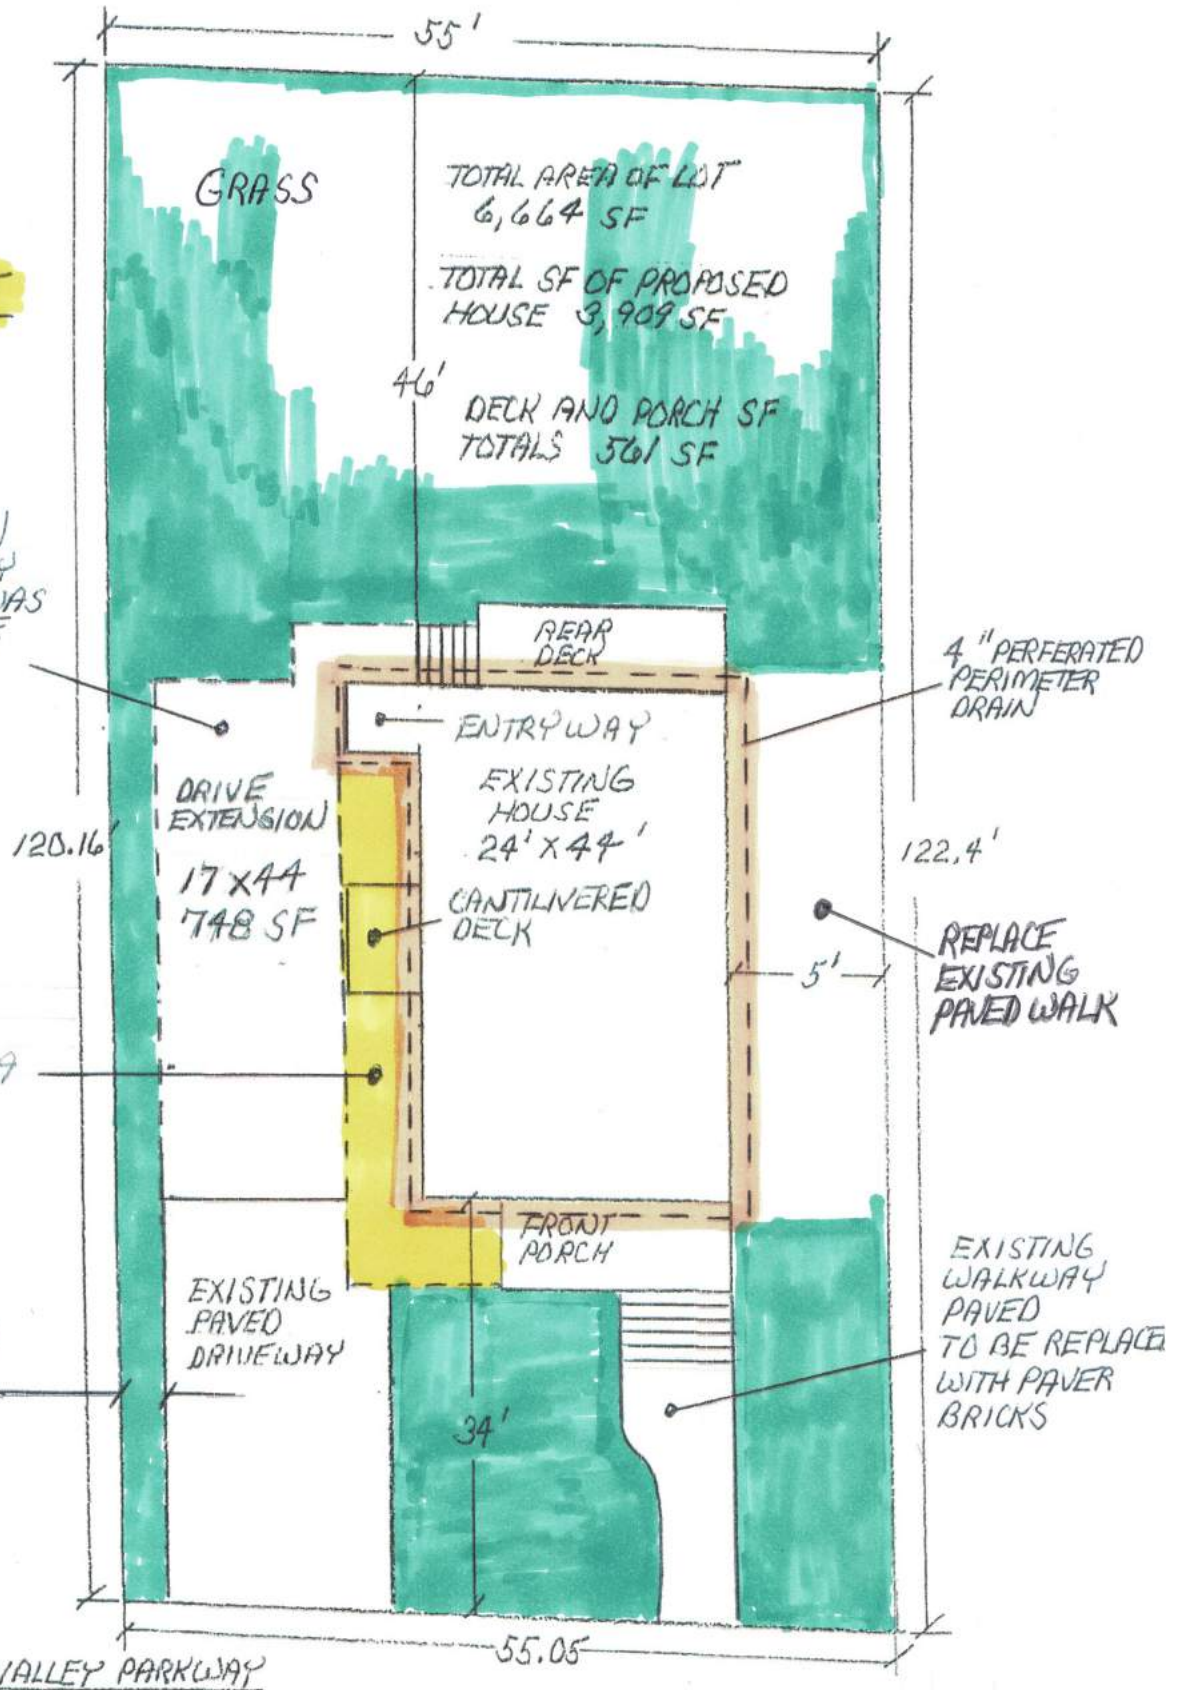 55'
GRASS
TOTAL AREA OF LOT
6,664 SF
TOTAL SF OF PROPOSED
HOUSE 3,909 SF
46'
DECK AND PORCH SF
TOTALS 561 SF
REAR
DECK
4" PERFERATED
PERIMETER
DRAIN
ENTRYWAY
EXISTING
HOUSE
24' X 44'
DRIVE
EXTENSION
17 X 44
748 SF
120.16
122.4'
CANTILIVERED
DECK
5'
REPLACE
EXISTING
PAVED WALK
FRONT
PORCH
EXISTING
PAVED
DRIVEWAY
EXISTING
WALKWAY
PAVED
TO BE REPLACE
WITH PAVER
BRICKS
34'
55.05
VALLEY PARKWAY